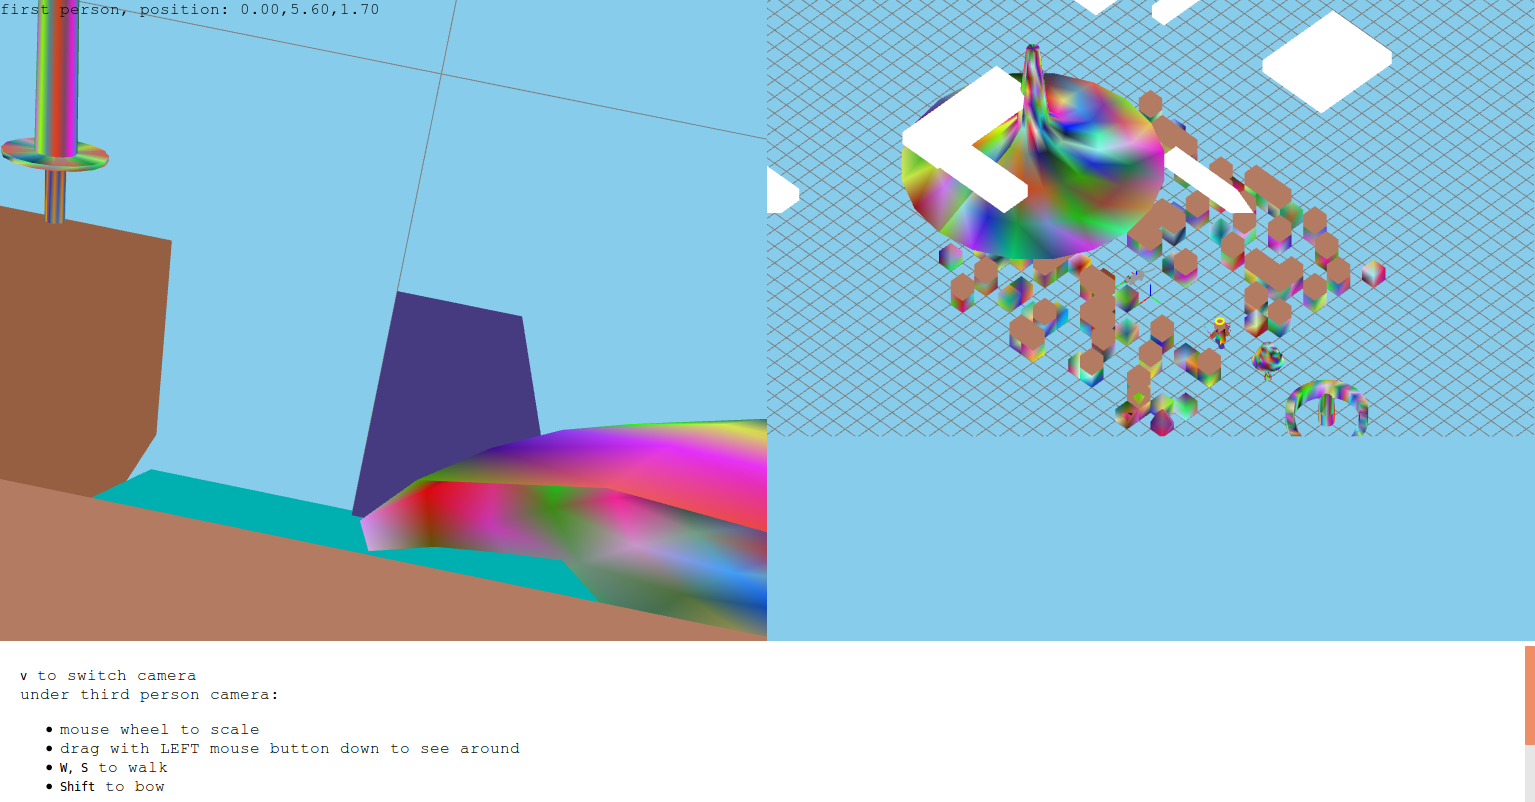 first person, position: 0.00,5.60,1.70
v to switch camera
under third person camera:
mouse wheel to scale
drag with LEFT mouse button down to see around
W, S to walk
Shift to bow